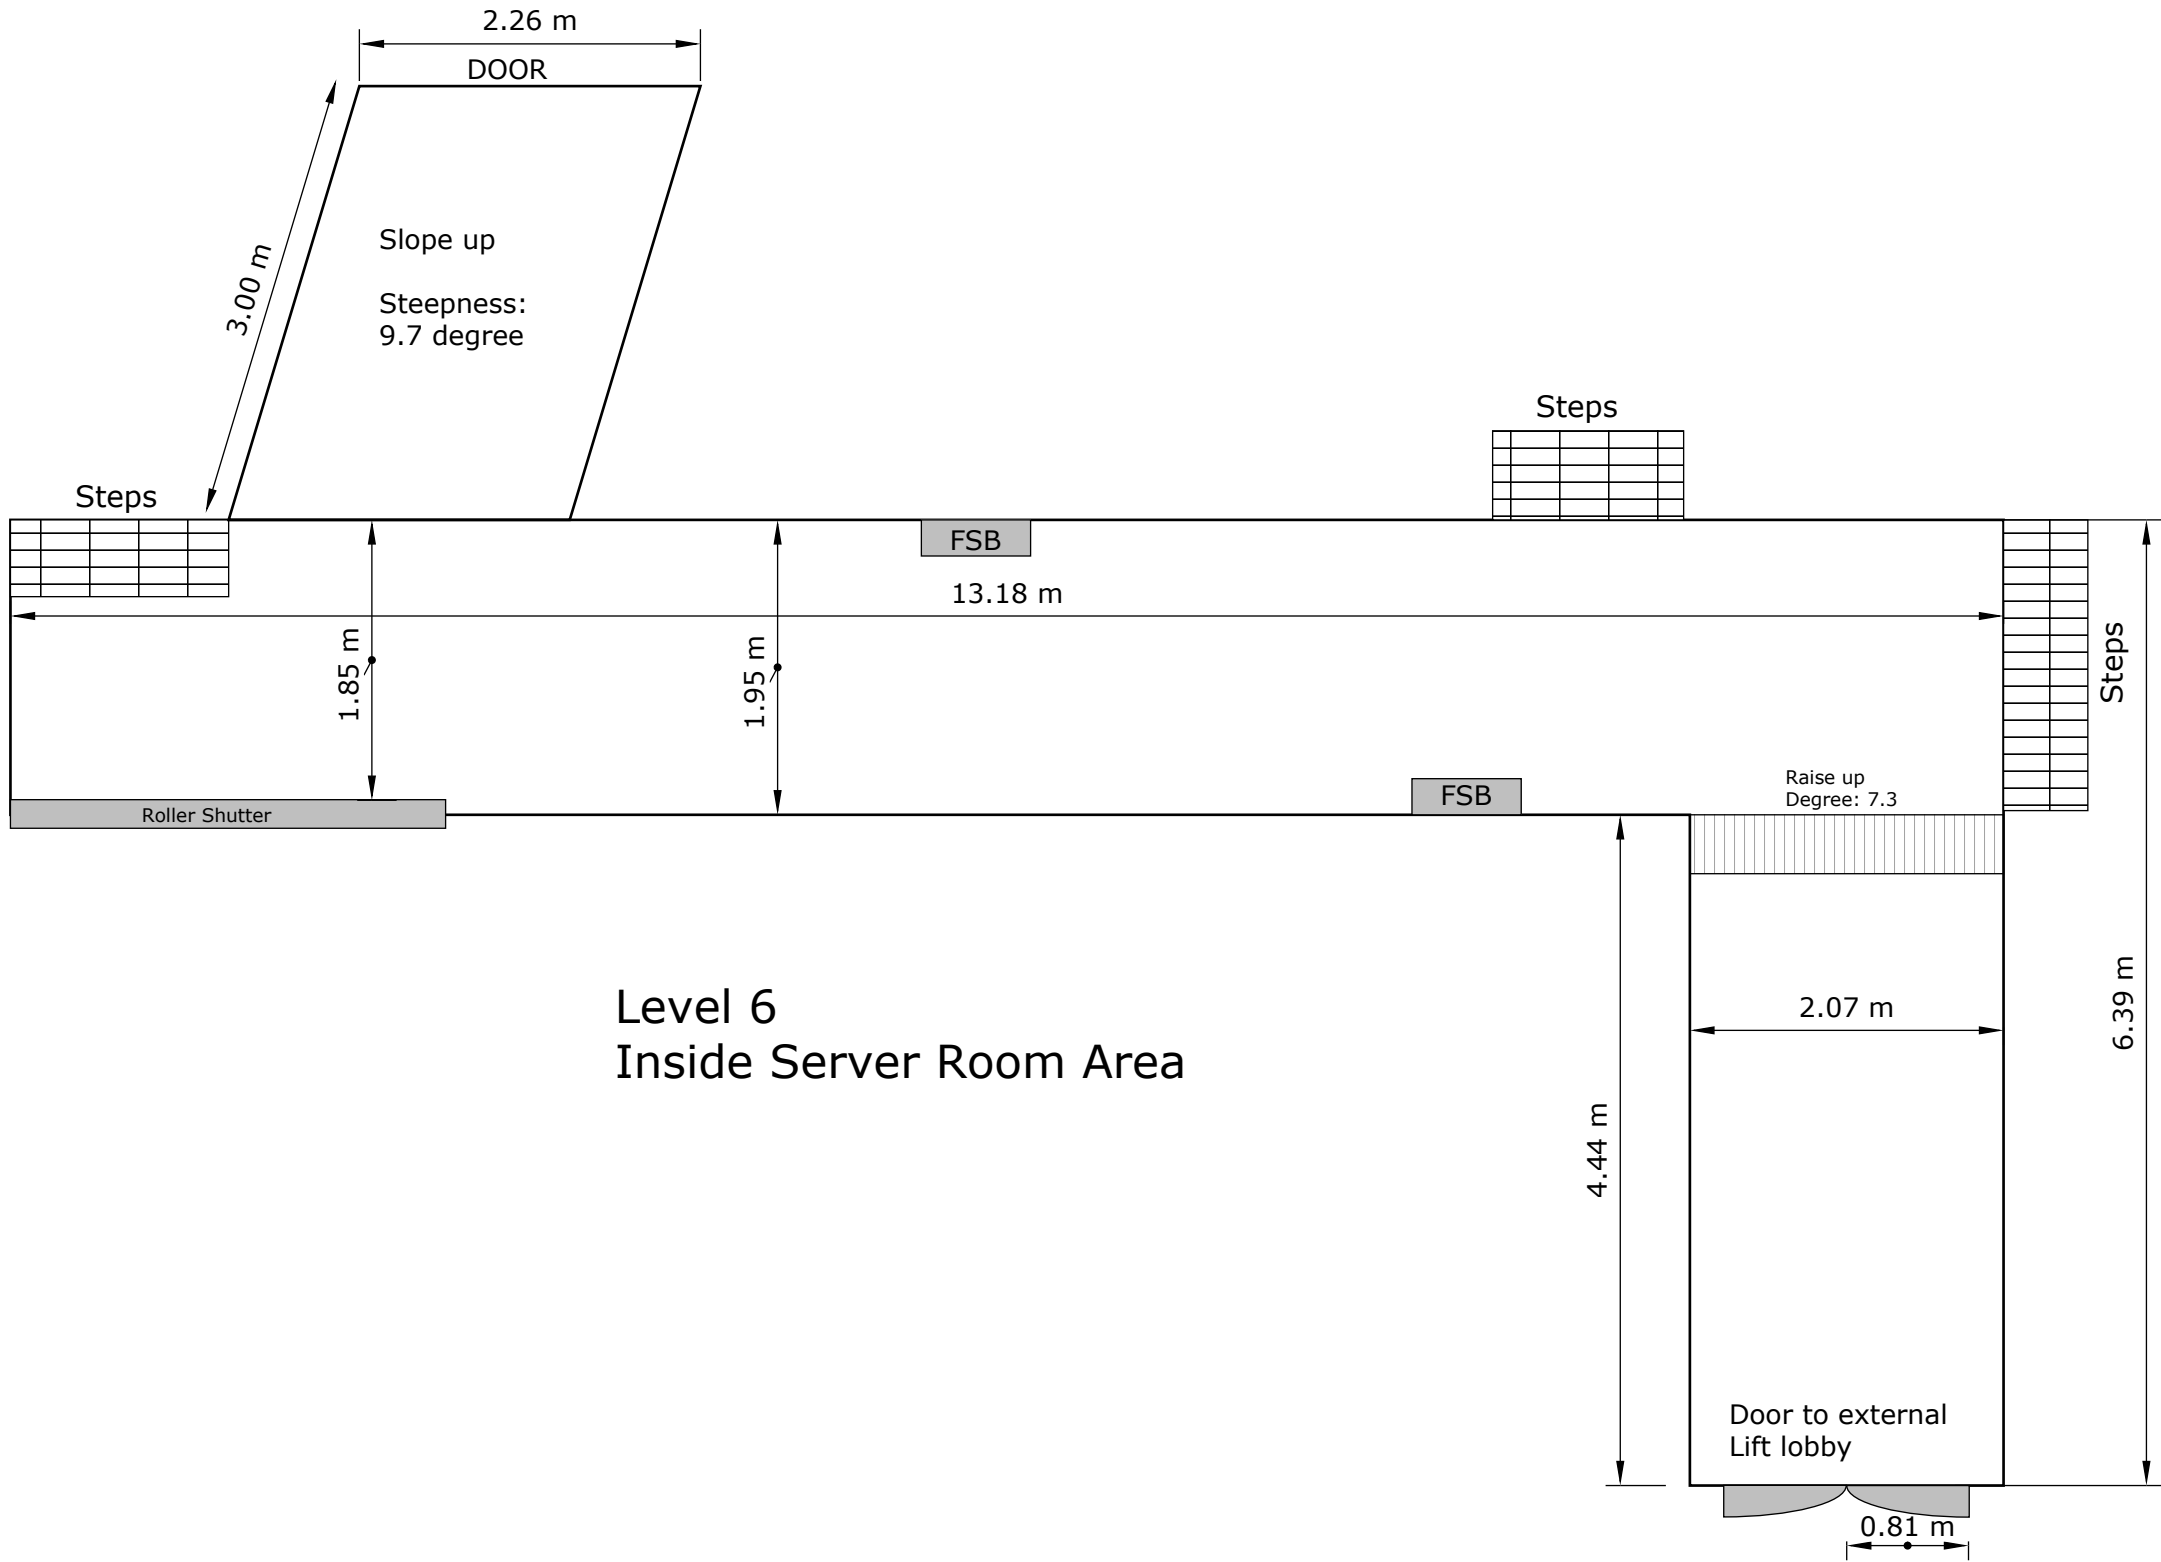 2.26 m
DOOR
3.00 m
Slope up
Steepness:
9.7 degree
Steps
Steps
FSB
13.18 m
1.85 m
1.95 m
Steps
Raise up
Degree: 7.3
FSB
Roller Shutter
Level 6
Inside Server Room Area
2.07 m
6.39 m
4.44 m
Door to external
Lift lobby
0.81 m